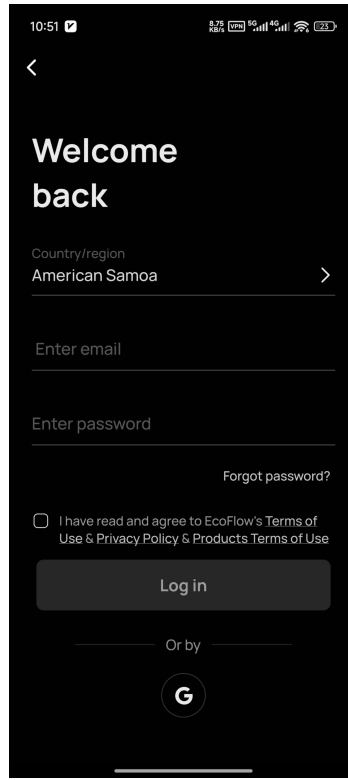 10:51
8.75 KB/s VPN 5G 4G 6 23
Welcome
back
Country/region
American Samoa
Enter email
Enter password
Forgot password?
I have read and agree to EcoFlow's Terms of
Use & Privacy Policy & Products Terms of Use
Log in
Or by
G